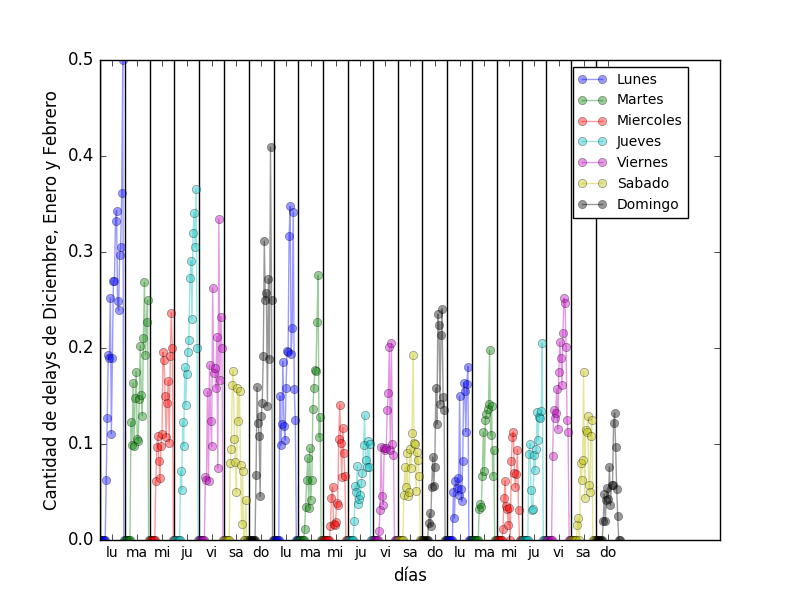 Cantidad de delays de Diciembre, Enero y Febrero
0.5
0.4
0.3
0.2
0.1
0.0
lu ma mi ju vi sa do lu ma mi ju vi sa do lu ma mi ju vi sa do
días
Lunes
Martes
Miercoles
Jueves
Viernes
Sabado
Domingo